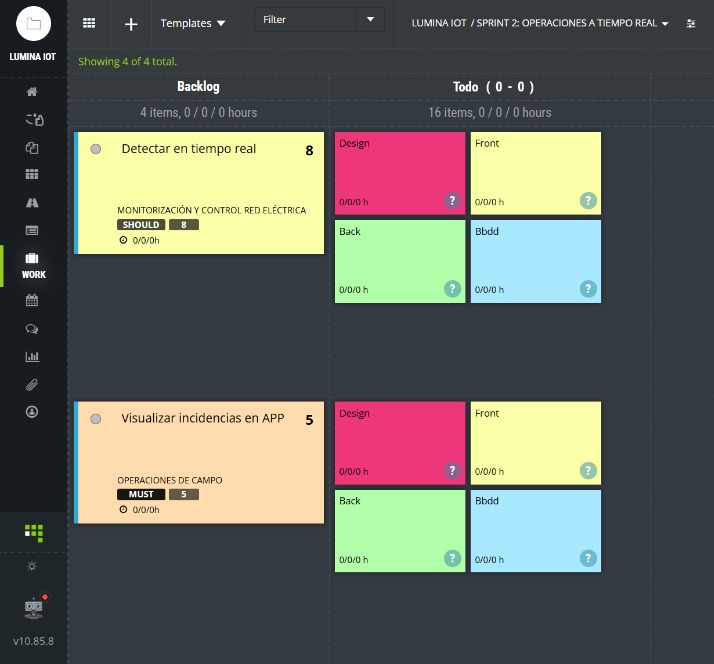 LUMINA IOT
Templates
Filter
LUMINA IOT / SPRINT 2: OPERACIONES A TIEMPO REAL
Showing 4 of 4 total.
Backlog
Todo ( 0 - 0 )
4 items, 0 / 0 / 0 hours
16 items, 0 / 0 / 0 hours
Detectar en tiempo real
8
MONITORIZACIÓN Y CONTROL RED ELÉCTRICA
SHOULD 8
0/0/0h
Design
0/0/0 h
?
Front
0/0/0 h
?
Back
0/0/0 h
?
Bbdd
0/0/0 h
?
WORK
Visualizar incidencias en APP
5
OPERACIONES DE CAMPO
MUST 5
0/0/0h
Design
0/0/0 h
?
Front
0/0/0 h
?
Back
0/0/0 h
?
Bbdd
0/0/0 h
?
v10.85.8